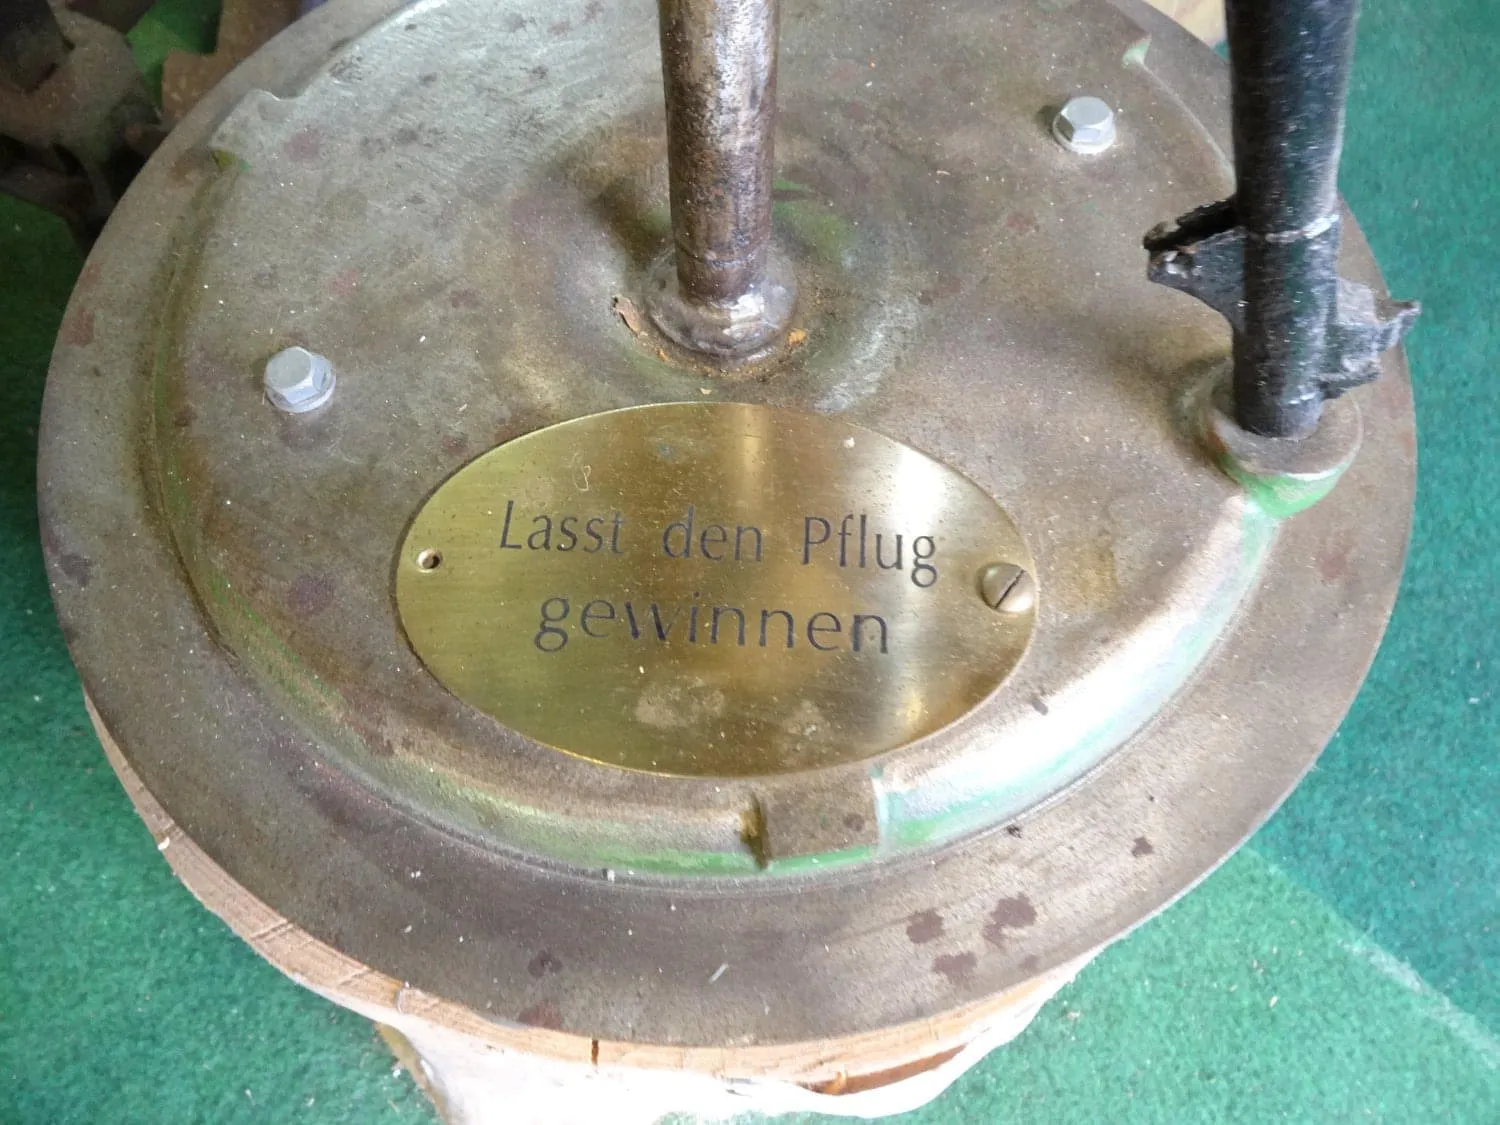 Lasst den Pflug
gewinnen